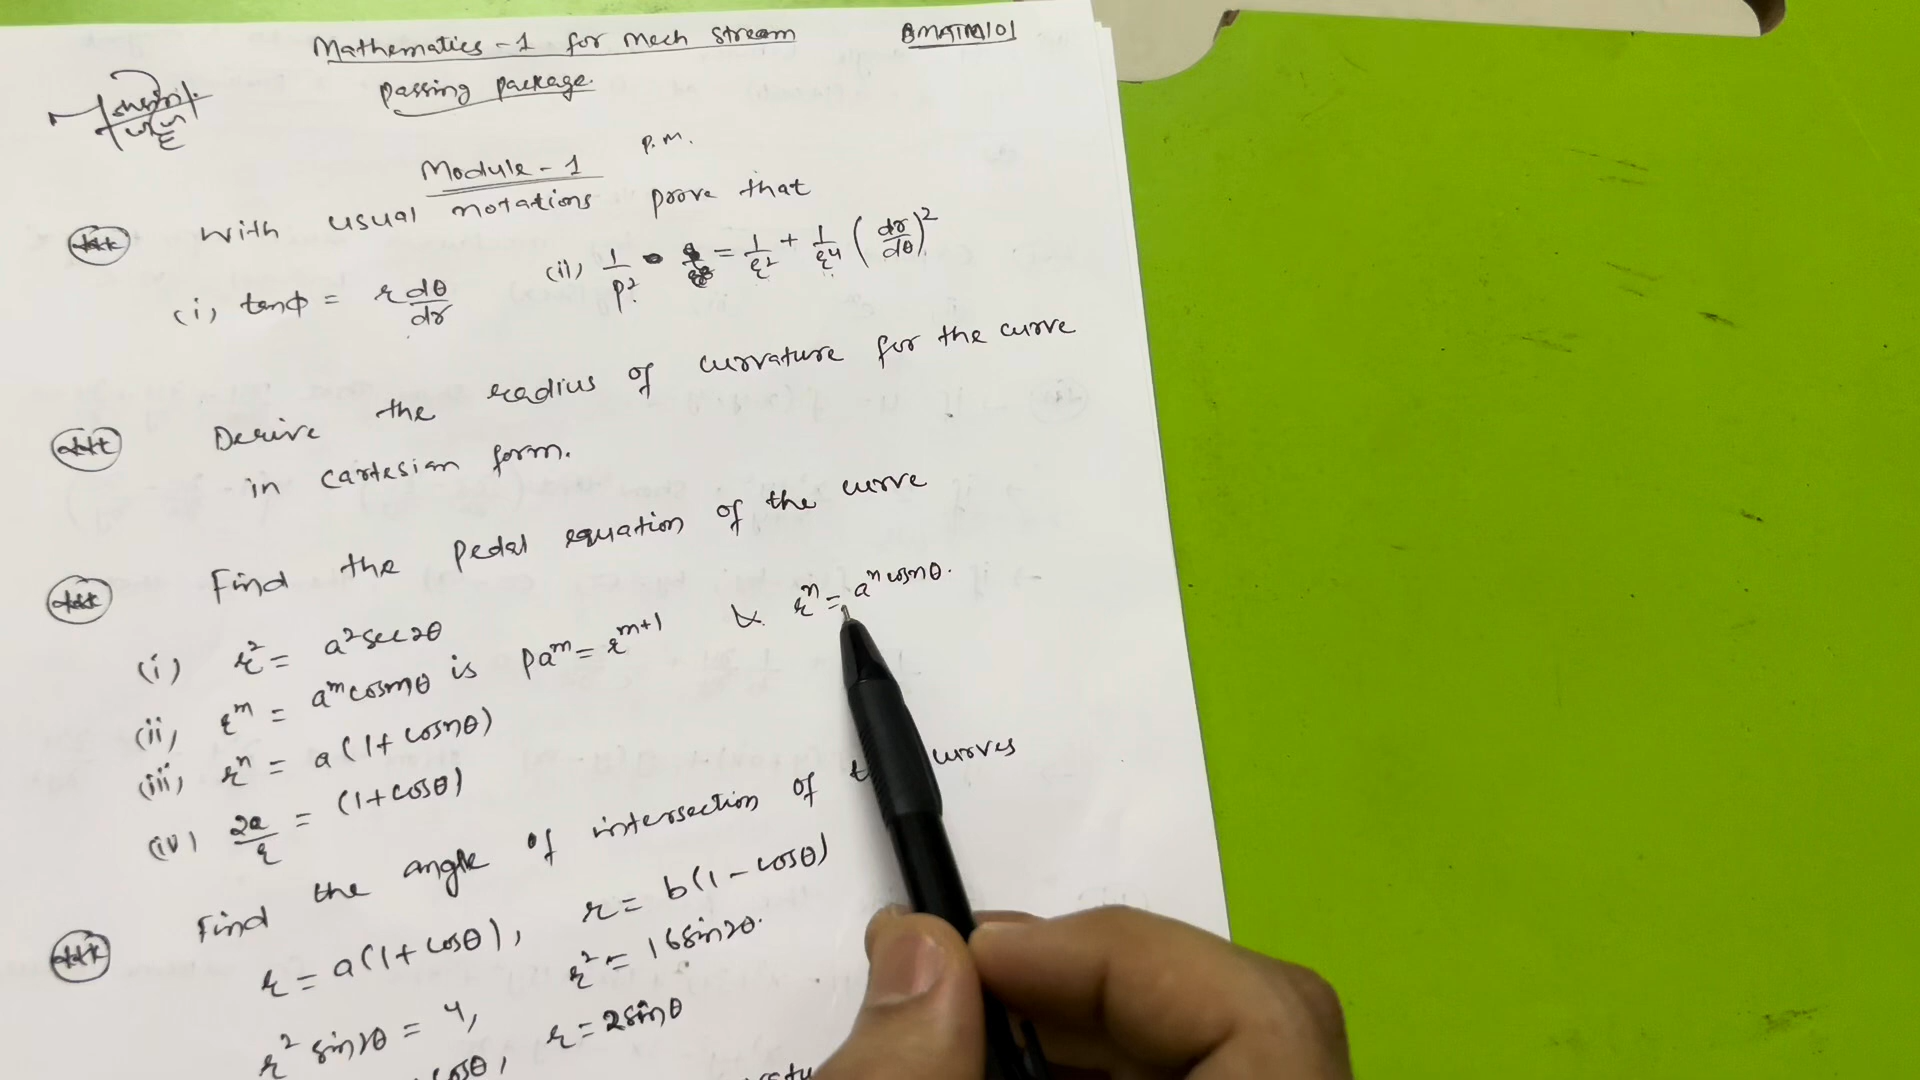 Mathematics - 1 for Mech Stream BMATM101
Passing package.
P.M.
Module - 1
*** With usual notations prove that
(i) tanϕ = r dθ/dr (ii) 1/p² = 1/r² + 1/r⁴ (dr/dθ)²
*** Derive the radius of curvature for the curve
in cartesian form.
*** Find the Pedal equation of the curve
(i) r² = a² sec2θ
(ii) r^m = a^m cosmθ is pa^m = r^(m+1) & r^n = a^n cosnθ.
(iii) r^n = a(1+cosnθ)
(iv) 2a/r = (1+cosθ)
*** Find the angle of intersection of curves
r = a(1+cosθ), r = b(1-cosθ)
r² sin2θ = 4, r² = 16sin2θ.
cosθ, r = 2sinθ